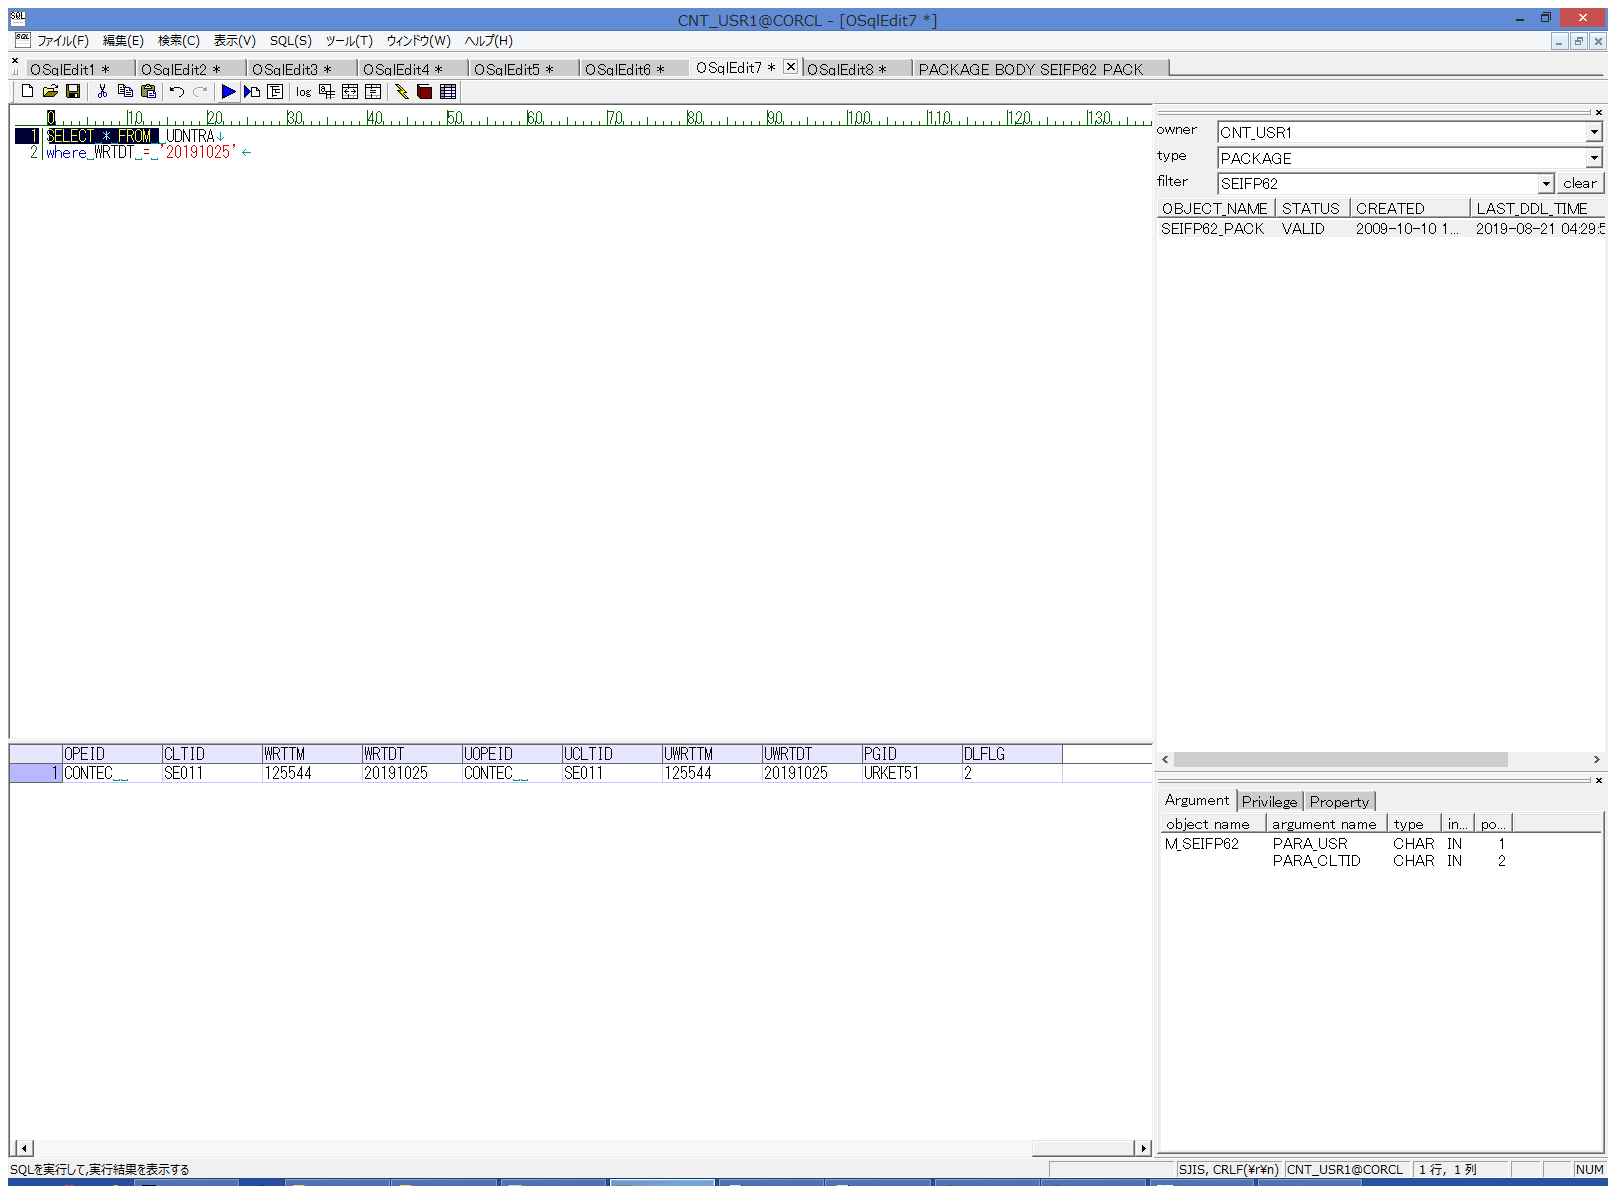 CNT_USR1@CORCL - [OSqlEdit7 *]
ファイル(F) 編集(E) 検索(C) 表示(V) SQL(S) ツール(T) ウィンドウ(W) ヘルプ(H)
OSqlEdit1 * OSqlEdit2 * OSqlEdit3 * OSqlEdit4 * OSqlEdit5 * OSqlEdit6 * OSqlEdit7 * OSqlEdit8 * PACKAGE BODY SEIFP62_PACK
log
0 10 20 30 40 50 60 70 80 90 100 110 120 130
1 SELECT * FROM UDNTRA↓
2 where WRTDT = '20191025' ←
owner CNT_USR1
type PACKAGE
filter SEIFP62 clear
OBJECT_NAME STATUS CREATED LAST_DDL_TIME
SEIFP62_PACK VALID 2009-10-10 1... 2019-08-21 04:29:5
OPEID CLTID WRTTM WRTDT UOPEID UCLTID UWRTTM UWRTDT PGID DLFLG
1 CONTEC__ SE011 125544 20191025 CONTEC__ SE011 125544 20191025 URKET51 2
Argument Privilege Property
object name argument name type in... po...
M_SEIFP62 PARA_USR CHAR IN 1
PARA_CLTID CHAR IN 2
SQLを実行して,実行結果を表示する
SJIS, CRLF(¥r¥n) CNT_USR1@CORCL 1 行, 1 列 NUM